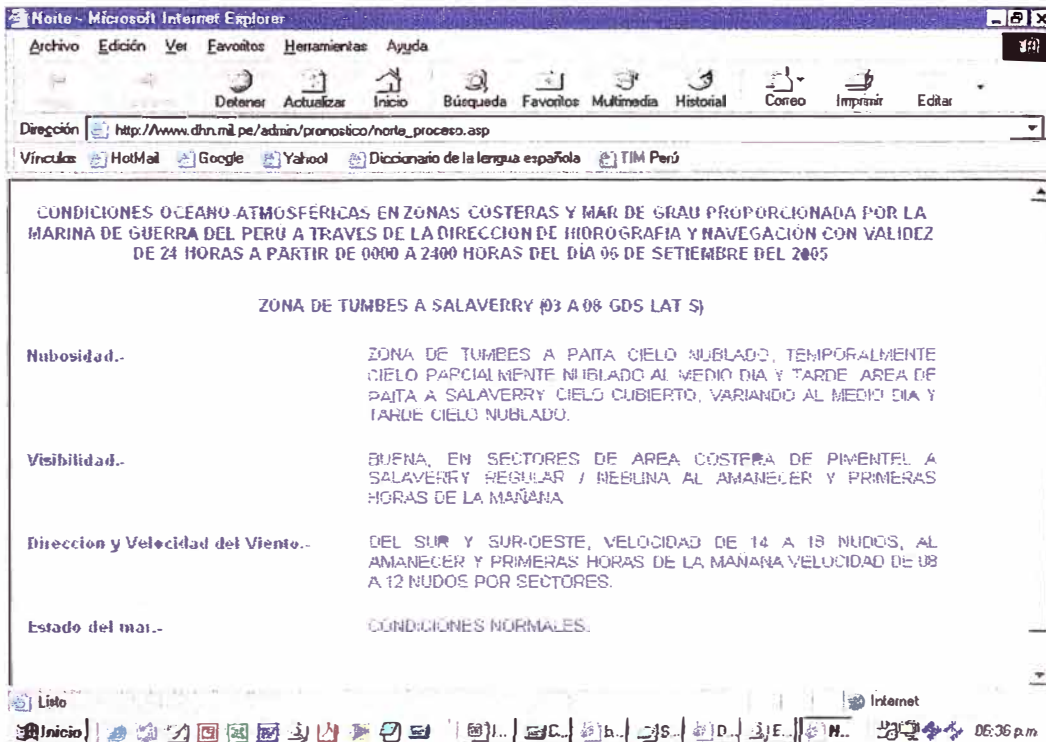 Norte - Microsoft Internet Explorer
Archivo Edición Ver Favoritos Herramientas Ayuda
Detener Actualizar Inicio Búsqueda Favoritos Multimedia Historial Correo Imprimir Editar
Dirección http://www.dhn.mil.pe/admin/pronostico/norte_proceso.asp
Vínculos HotMail Google Yahoo! Diccionario de la lengua española TIM Perú
CONDICIONES OCEANO-ATMOSFÉRICAS EN ZONAS COSTERAS Y MAR DE GRAU PROPORCIONADA POR LA
MARINA DE GUERRA DEL PERU A TRAVES DE LA DIRECCION DE HIDROGRAFIA Y NAVEGACIÓN CON VALIDEZ
DE 24 HORAS A PARTIR DE 0000 A 2400 HORAS DEL DÍA 06 DE SETIEMBRE DEL 2005
ZONA DE TUMBES A SALAVERRY (03 A 08 GDS LAT S)
Nubosidad.- ZONA DE TUMBES A PAITA CIELO NUBLADO, TEMPORALMENTE
CIELO PARCIALMENTE NUBLADO AL MEDIO DIA Y TARDE. AREA DE
PAITA A SALAVERRY CIELO CUBIERTO, VARIANDO AL MEDIO DIA Y
TARDE CIELO NUBLADO.
Visibilidad.- BUENA, EN SECTORES DE AREA COSTERA DE PIMENTEL A
SALAVERRY REGULAR / NEBLINA AL AMANECER Y PRIMERAS
HORAS DE LA MAÑANA
Direccion y Velocidad del Viento.- DEL SUR Y SUR-OESTE, VELOCIDAD DE 14 A 18 NUDOS, AL
AMANECER Y PRIMERAS HORAS DE LA MAÑANA VELOCIDAD DE 08
A 12 NUDOS POR SECTORES.
Estado del mar.- CONDICIONES NORMALES.
Listo Internet
Inicio 06:36 p.m.